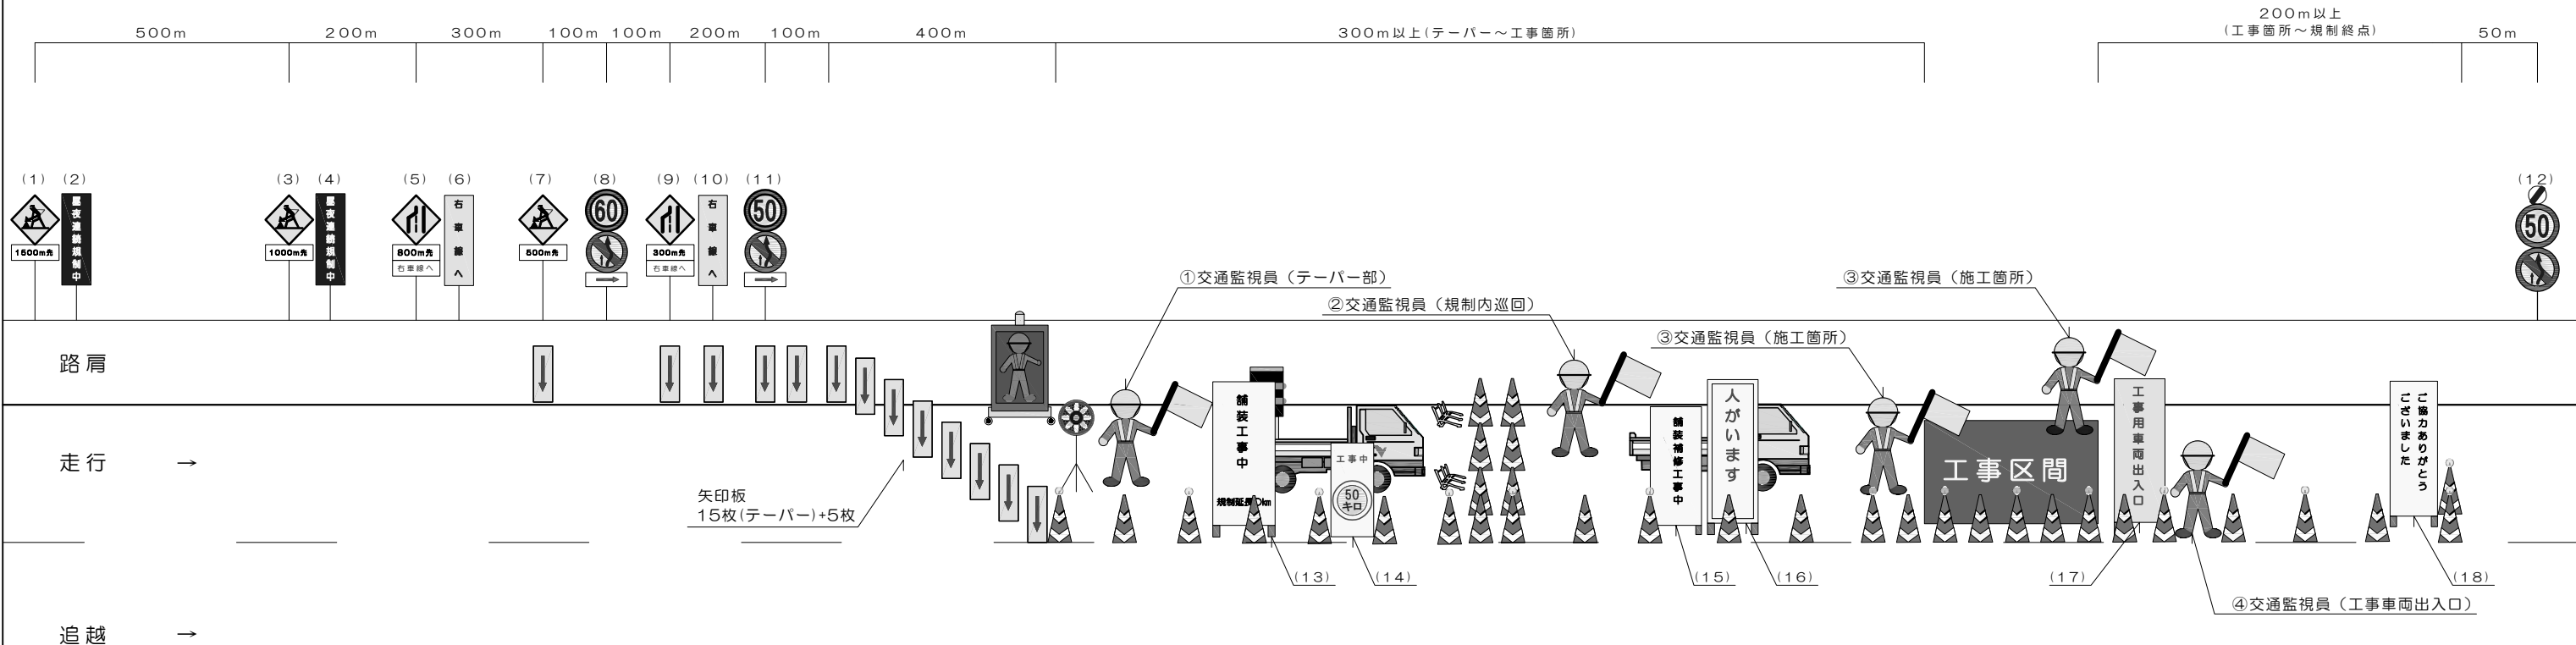 500m
200m
300m
100m
100m
200m
100m
400m
300m以上(テーパー～工事箇所)
200m以上
(工事箇所～規制終点)
50m
(1)
(2)
(3)
(4)
(5)
(6)
(7)
(8)
(9)
(10)
(11)
(12)
1500m先
昼夜連続規制中
1000m先
昼夜連続規制中
800m先
右車線へ
右車線へ
500m先
60
300m先
右車線へ
右車線へ
50
50
①交通監視員（テーパー部）
②交通監視員（規制内巡回）
③交通監視員（施工箇所）
③交通監視員（施工箇所）
路肩
走行　→
追越　→
矢印板
15枚(テーパー)+5枚
舗装工事中
規制延長〇km
工事中
50
キロ
舗装補修工事中
人がいます
工事区間
工事用車両出入口
ご協力ありがとう
ございました
(13)
(14)
(15)
(16)
(17)
(18)
④交通監視員（工事車両出入口）